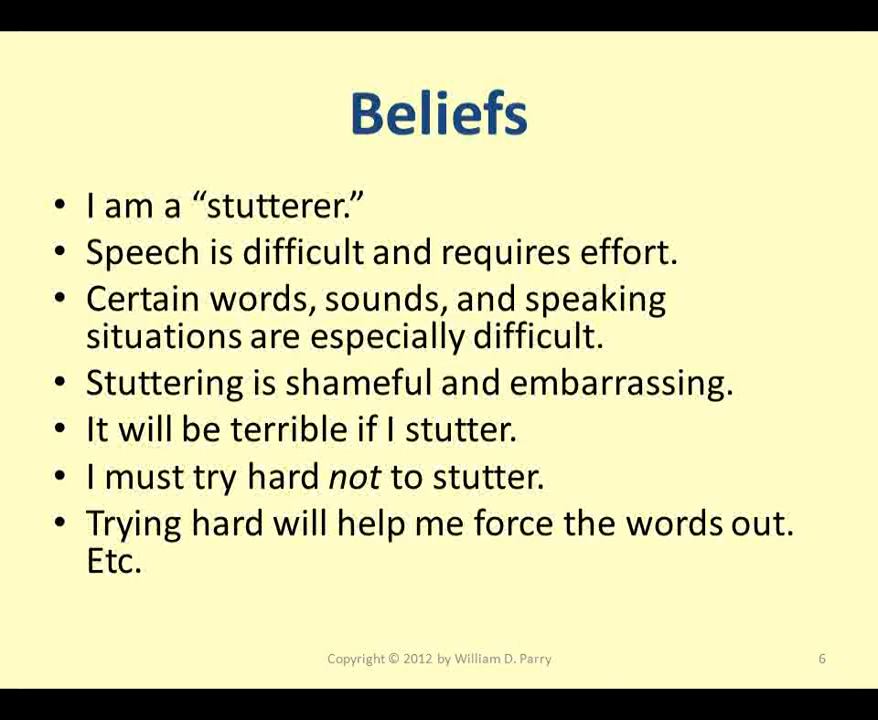 Beliefs
• I am a “stutterer.”
• Speech is difficult and requires effort.
• Certain words, sounds, and speaking
situations are especially difficult.
• Stuttering is shameful and embarrassing.
• It will be terrible if I stutter.
• I must try hard not to stutter.
• Trying hard will help me force the words out.
Etc.
Copyright © 2012 by William D. Parry
6